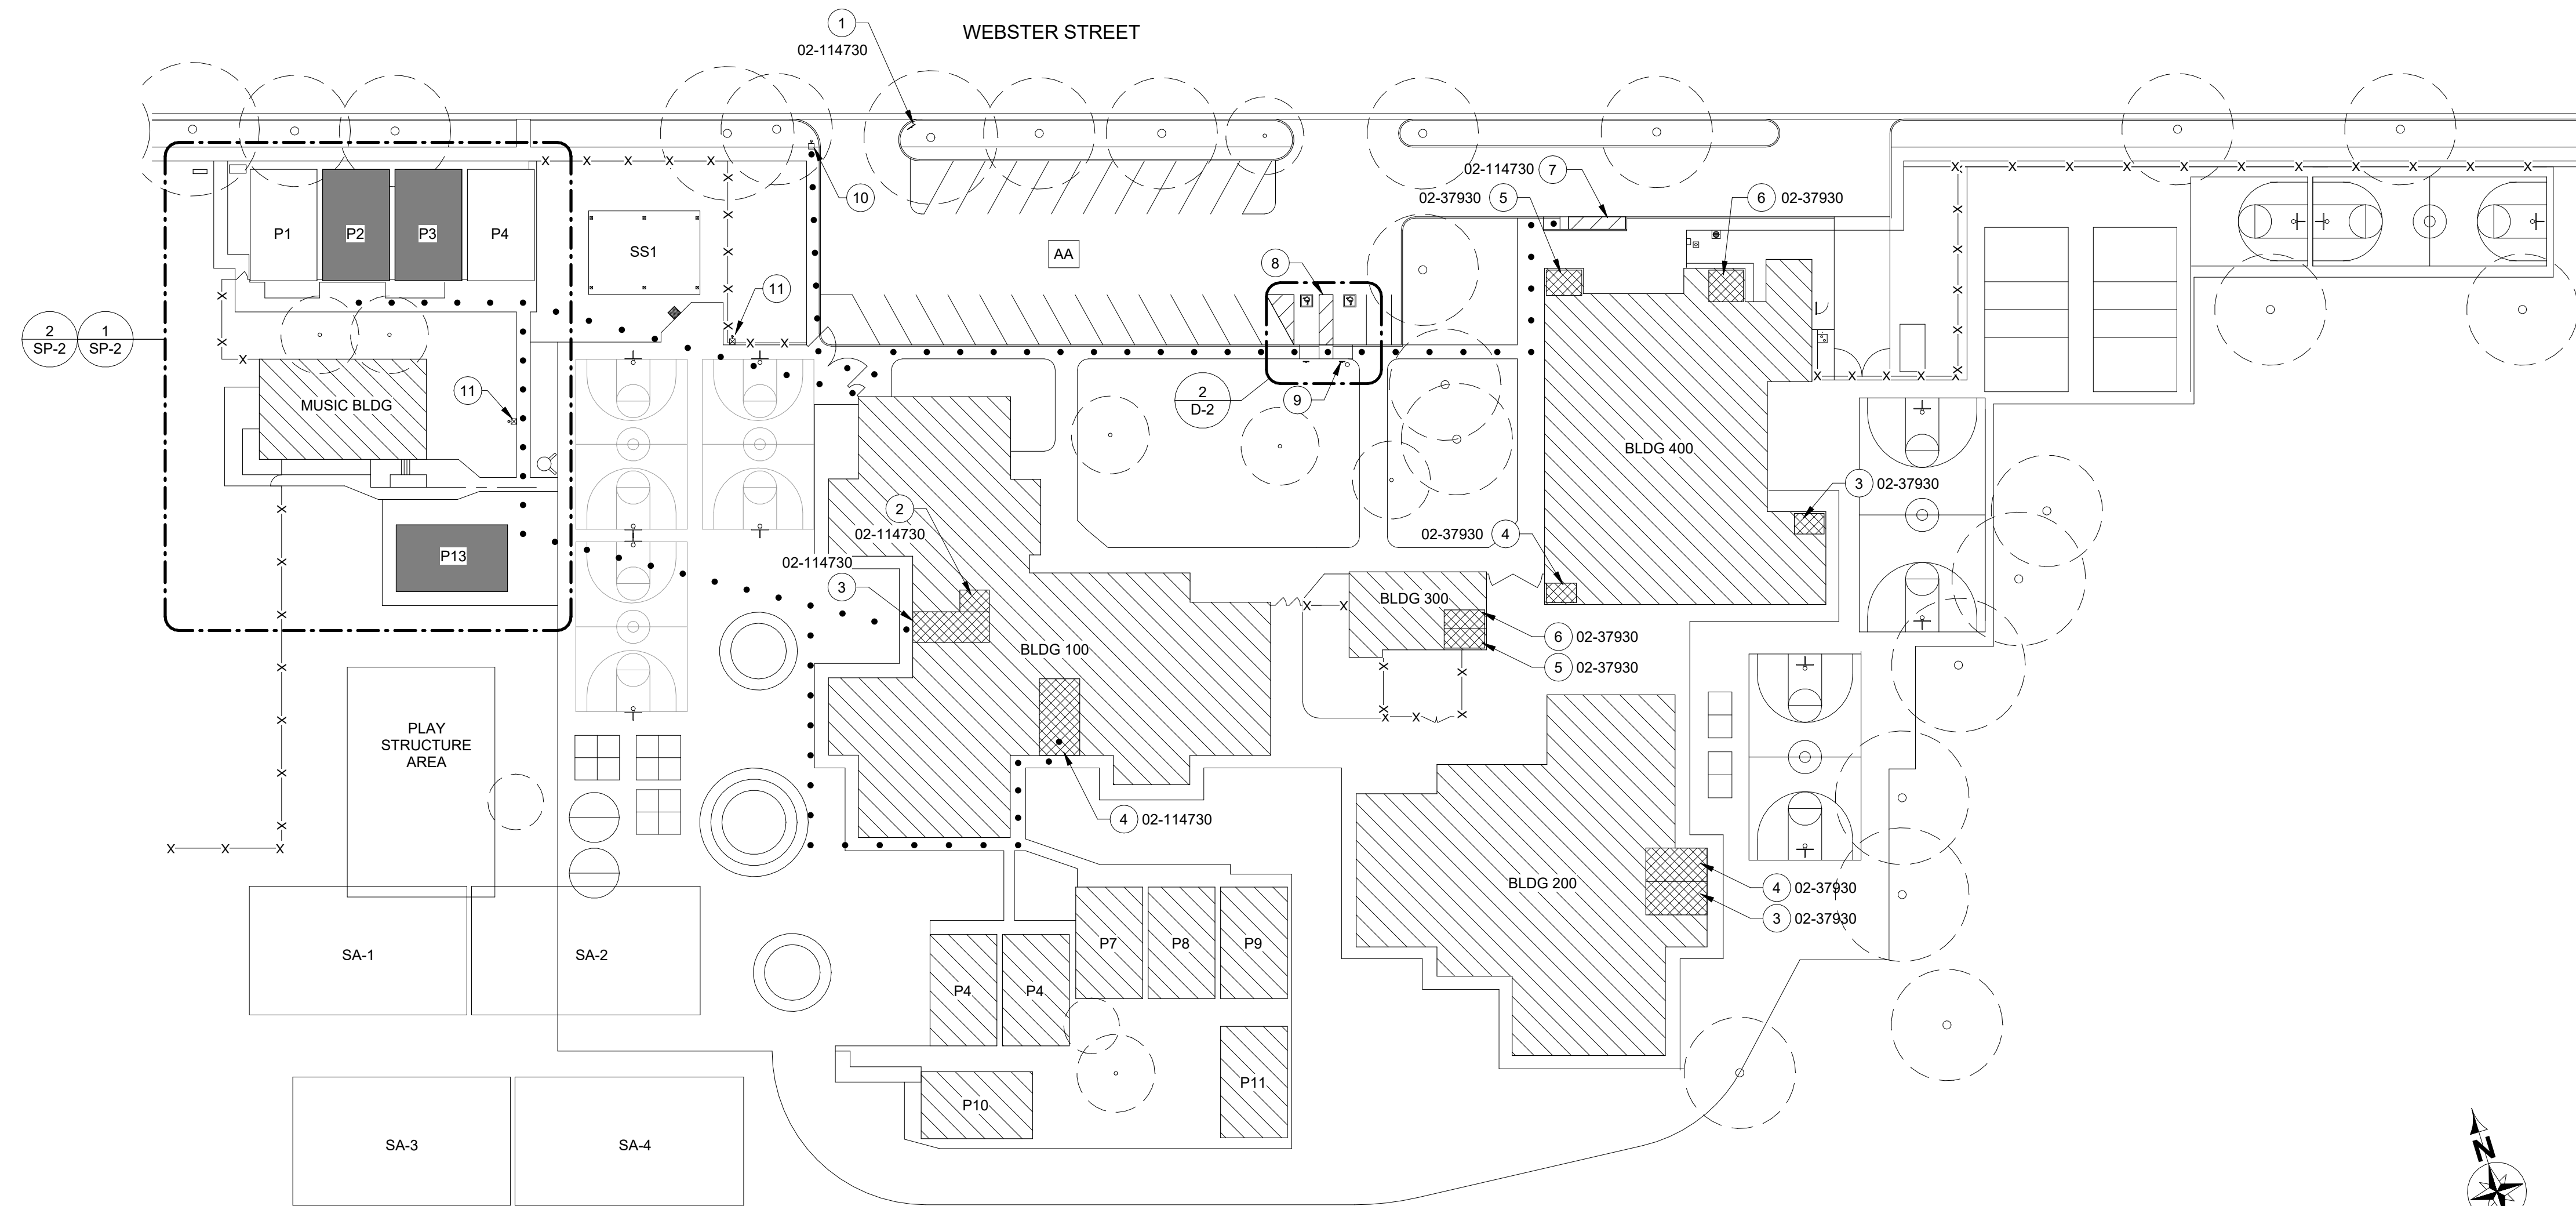 WEBSTER STREET
1
02-114730
10
02-114730 7
02-37930 5
6 02-37930
P1
P2
P3
P4
SS1
AA
8
11
2
SP-2
1
SP-2
11
MUSIC BLDG
2
D-2
9
BLDG 400
3 02-37930
2
02-114730
02-37930 4
02-114730
3
P13
BLDG 300
6 02-37930
5 02-37930
BLDG 100
PLAY
STRUCTURE
AREA
4 02-114730
BLDG 200
4 02-37930
3 02-37930
SA-1
SA-2
P7
P8
P9
P4
P4
P10
P11
SA-3
SA-4
N